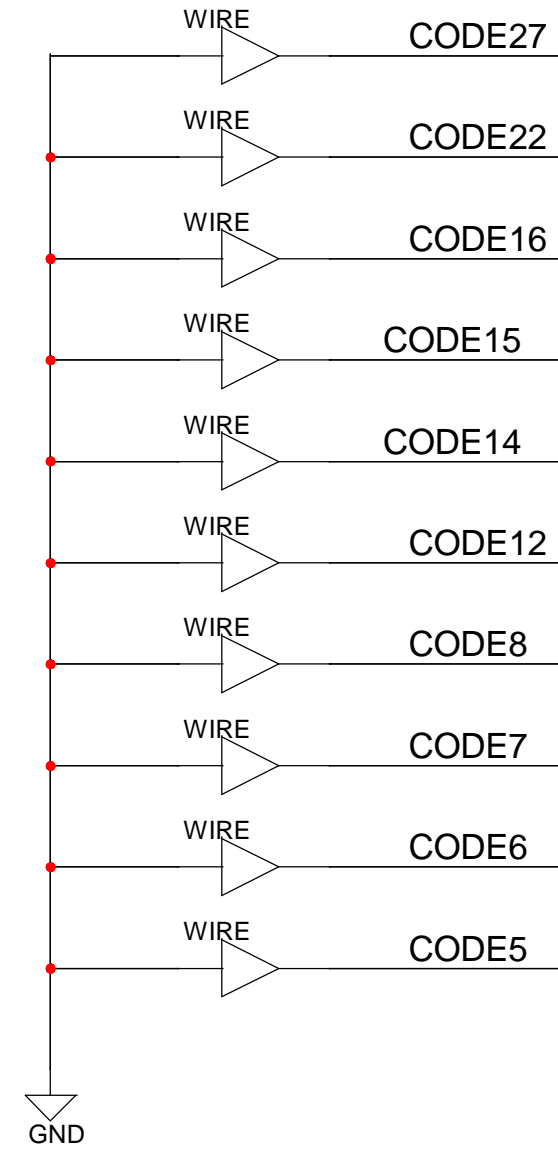 WIRE
CODE27
WIRE
CODE22
WIRE
CODE16
WIRE
CODE15
WIRE
CODE14
WIRE
CODE12
WIRE
CODE8
WIRE
CODE7
WIRE
CODE6
WIRE
CODE5
GND